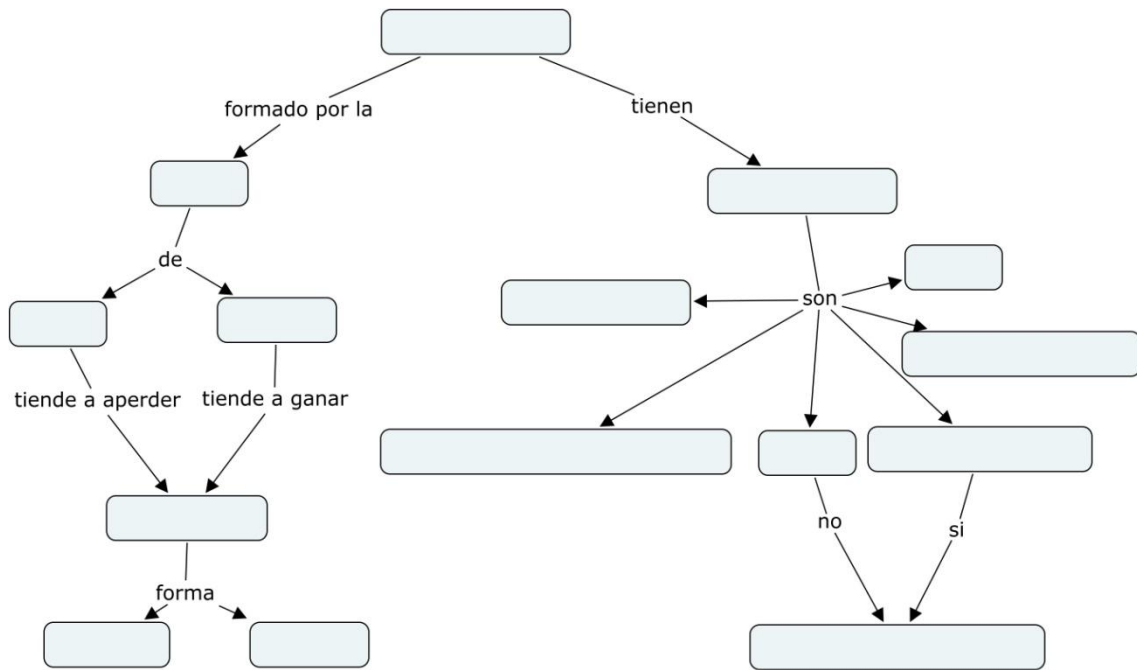 formado por la
tienen
de
son
tiende a aperder
tiende a ganar
no
si
forma